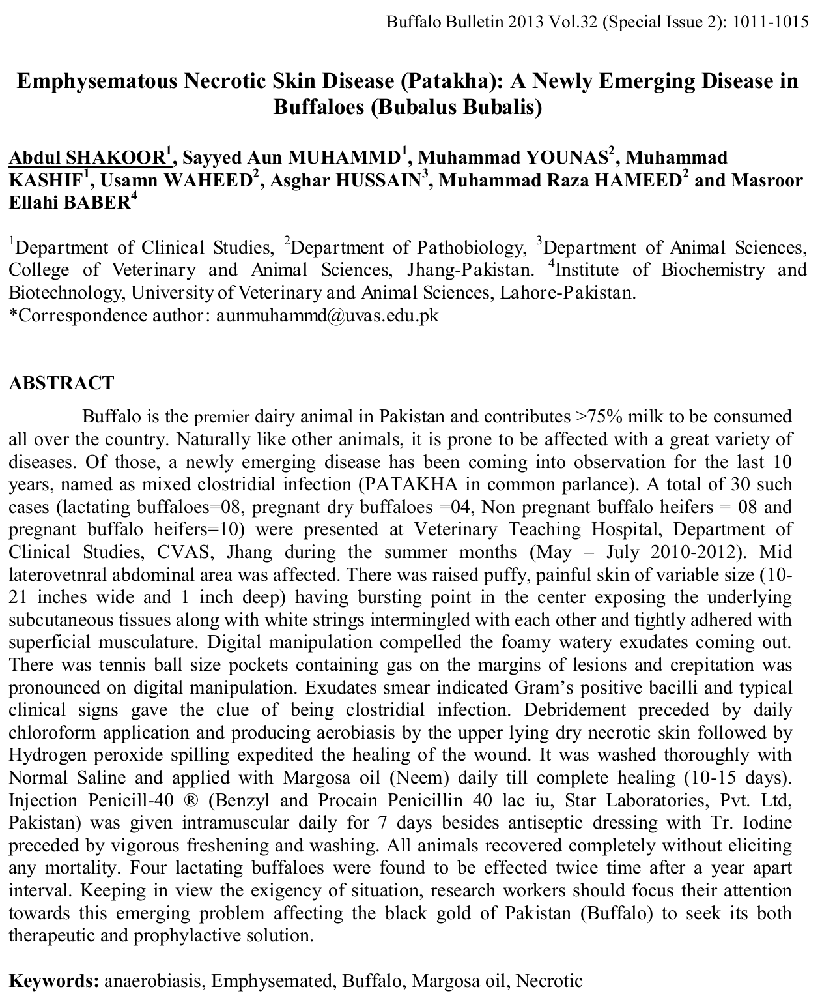 Buffalo Bulletin 2013 Vol.32 (Special Issue 2): 1011-1015
Emphysematous Necrotic Skin Disease (Patakha): A Newly Emerging Disease in
Buffaloes (Bubalus Bubalis)
Abdul SHAKOOR1, Sayyed Aun MUHAMMD1, Muhammad YOUNAS2, Muhammad
KASHIF1, Usamn WAHEED2, Asghar HUSSAIN3, Muhammad Raza HAMEED2 and Masroor
Ellahi BABER4
1Department of Clinical Studies, 2Department of Pathobiology, 3Department of Animal Sciences,
College of Veterinary and Animal Sciences, Jhang-Pakistan. 4Institute of Biochemistry and
Biotechnology, University of Veterinary and Animal Sciences, Lahore-Pakistan.
*Correspondence author: aunmuhammd@uvas.edu.pk
ABSTRACT
Buffalo is the premier dairy animal in Pakistan and contributes >75% milk to be consumed
all over the country. Naturally like other animals, it is prone to be affected with a great variety of
diseases. Of those, a newly emerging disease has been coming into observation for the last 10
years, named as mixed clostridial infection (PATAKHA in common parlance). A total of 30 such
cases (lactating buffaloes=08, pregnant dry buffaloes =04, Non pregnant buffalo heifers = 08 and
pregnant buffalo heifers=10) were presented at Veterinary Teaching Hospital, Department of
Clinical Studies, CVAS, Jhang during the summer months (May – July 2010-2012). Mid
laterovetnral abdominal area was affected. There was raised puffy, painful skin of variable size (10-
21 inches wide and 1 inch deep) having bursting point in the center exposing the underlying
subcutaneous tissues along with white strings intermingled with each other and tightly adhered with
superficial musculature. Digital manipulation compelled the foamy watery exudates coming out.
There was tennis ball size pockets containing gas on the margins of lesions and crepitation was
pronounced on digital manipulation. Exudates smear indicated Gram’s positive bacilli and typical
clinical signs gave the clue of being clostridial infection. Debridement preceded by daily
chloroform application and producing aerobiasis by the upper lying dry necrotic skin followed by
Hydrogen peroxide spilling expedited the healing of the wound. It was washed thoroughly with
Normal Saline and applied with Margosa oil (Neem) daily till complete healing (10-15 days).
Injection Penicill-40 ® (Benzyl and Procain Penicillin 40 lac iu, Star Laboratories, Pvt. Ltd,
Pakistan) was given intramuscular daily for 7 days besides antiseptic dressing with Tr. Iodine
preceded by vigorous freshening and washing. All animals recovered completely without eliciting
any mortality. Four lactating buffaloes were found to be effected twice time after a year apart
interval. Keeping in view the exigency of situation, research workers should focus their attention
towards this emerging problem affecting the black gold of Pakistan (Buffalo) to seek its both
therapeutic and prophylactive solution.
Keywords: anaerobiasis, Emphysemated, Buffalo, Margosa oil, Necrotic